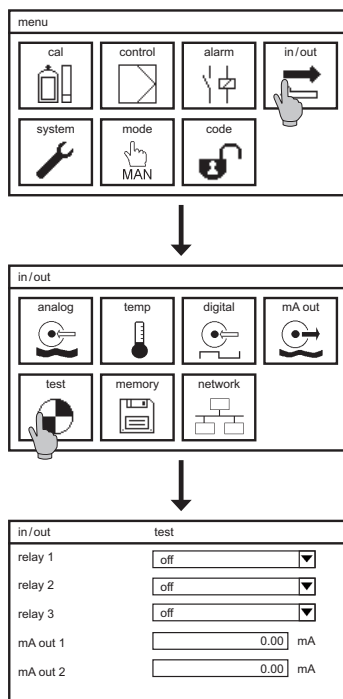 menu
cal control alarm in/out
system mode code
MAN
in/out
analog temp digital mA out
test memory network
in/out test
relay 1 off
relay 2 off
relay 3 off
mA out 1 0.00 mA
mA out 2 0.00 mA